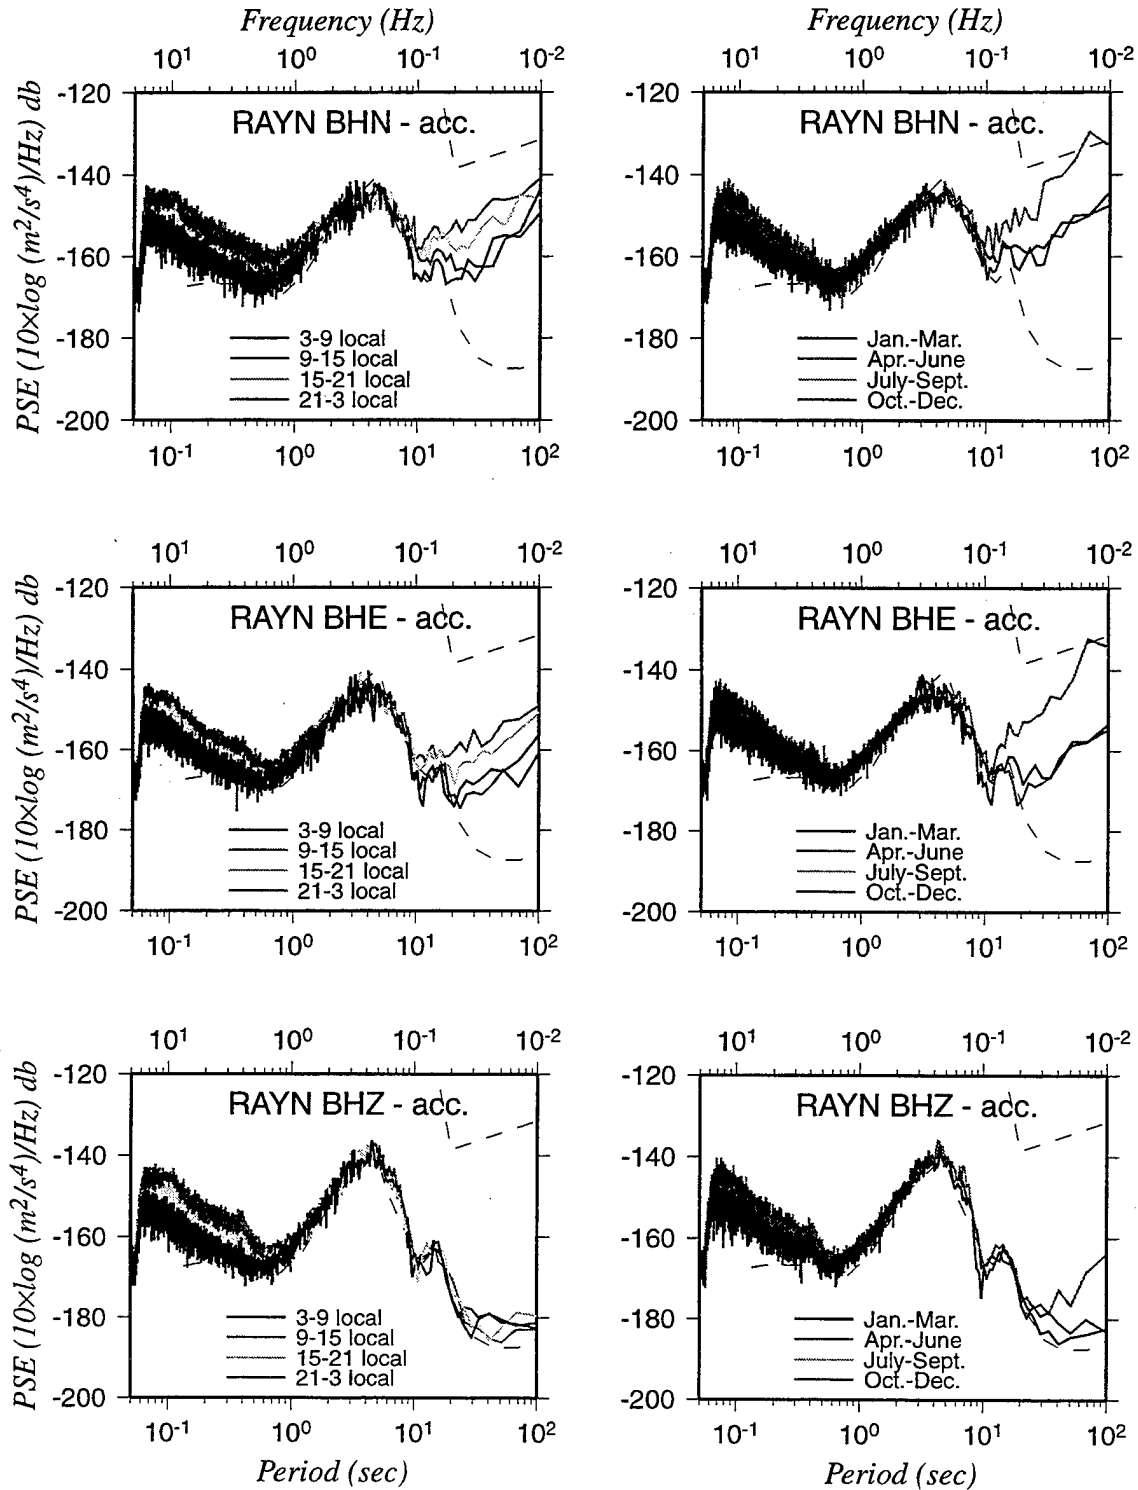 Frequency (Hz)
Frequency (Hz)
10¹ 10⁰ 10⁻¹ 10⁻²
10¹ 10⁰ 10⁻¹ 10⁻²
PSE (10×log (m²/s⁴)/Hz) db
-120
-140
-160
-180
-200
RAYN BHN - acc.
3-9 local
9-15 local
15-21 local
21-3 local
10⁻¹ 10⁰ 10¹ 10²
-120
-140
-160
-180
-200
RAYN BHN - acc.
Jan.-Mar.
Apr.-June
July-Sept.
Oct.-Dec.
10⁻¹ 10⁰ 10¹ 10²
10¹ 10⁰ 10⁻¹ 10⁻²
10¹ 10⁰ 10⁻¹ 10⁻²
PSE (10×log (m²/s⁴)/Hz) db
-120
-140
-160
-180
-200
RAYN BHE - acc.
3-9 local
9-15 local
15-21 local
21-3 local
10⁻¹ 10⁰ 10¹ 10²
-120
-140
-160
-180
-200
RAYN BHE - acc.
Jan.-Mar.
Apr.-June
July-Sept.
Oct.-Dec.
10⁻¹ 10⁰ 10¹ 10²
10¹ 10⁰ 10⁻¹ 10⁻²
10¹ 10⁰ 10⁻¹ 10⁻²
PSE (10×log (m²/s⁴)/Hz) db
-120
-140
-160
-180
-200
RAYN BHZ - acc.
3-9 local
9-15 local
15-21 local
21-3 local
10⁻¹ 10⁰ 10¹ 10²
Period (sec)
-120
-140
-160
-180
-200
RAYN BHZ - acc.
Jan.-Mar.
Apr.-June
July-Sept.
Oct.-Dec.
10⁻¹ 10⁰ 10¹ 10²
Period (sec)